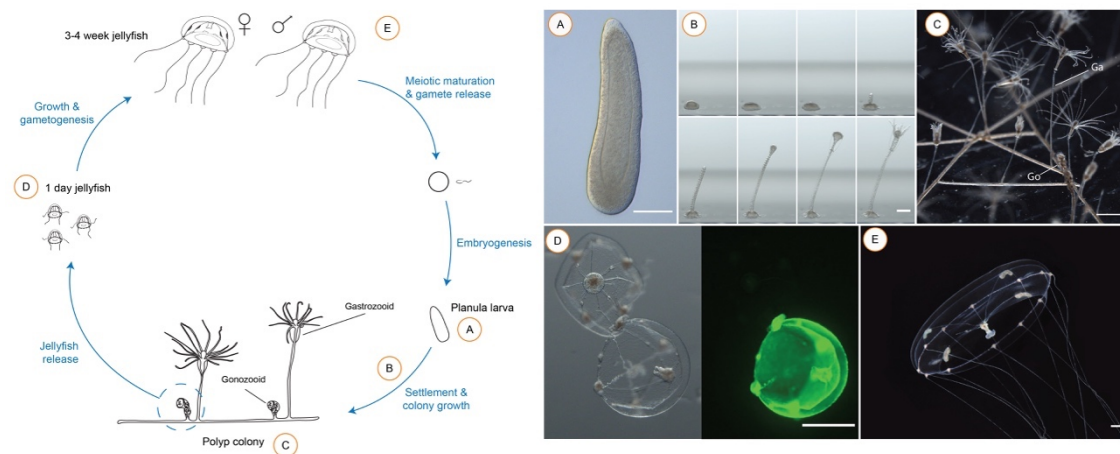 3-4 week jellyfish
♀
♂
E
Meiotic maturation
& gamete release
Growth &
gametogenesis
D
1 day jellyfish
Embryogenesis
Planula larva
A
Gastrozooid
Jellyfish
release
B
Gonozooid
Settlement &
colony growth
Polyp colony
C
A
B
C
Ga
Go
D
E